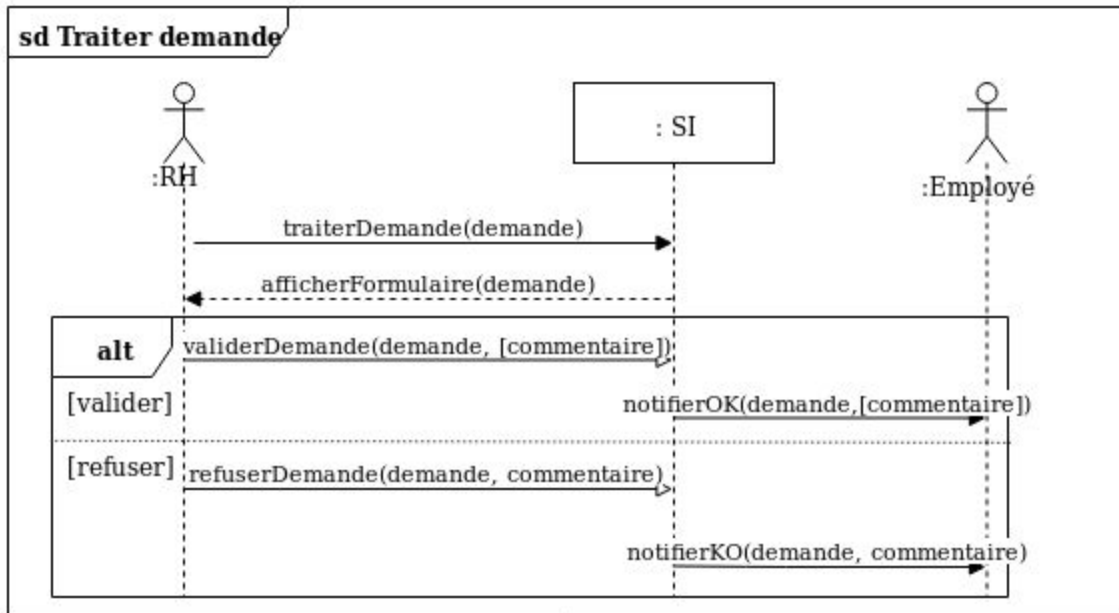 sd Traiter demande
:RH
: SI
:Employé
traiterDemande(demande)
afficherFormulaire(demande)
alt
validerDemande(demande, [commentaire])
[valider]
notifierOK(demande,[commentaire])
[refuser]
refuserDemande(demande, commentaire)
notifierKO(demande, commentaire)